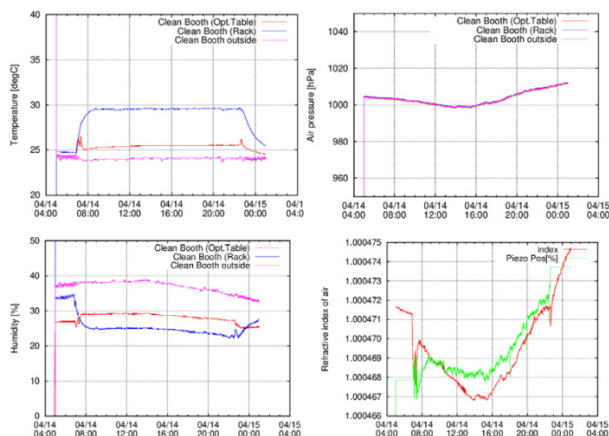 40
35
30
25
20
Temperature [degC]
Clean Booth (Opt.Table)
Clean Booth (Rack)
Clean Booth outside
04/14 04/14 04/14 04/14 04/14 04/15 04/1
04:00 08:00 12:00 16:00 20:00 00:00 04:0
1040
1020
1000
980
960
Air pressure [hPa]
Clean Booth (Opt.Table)
Clean Booth (Rack)
Clean Booth outside
04/14 04/14 04/14 04/14 04/14 04/15 04/15
04:00 08:00 12:00 16:00 20:00 00:00 04:00
50
40
30
20
10
0
Humidity [%]
Clean Booth (Opt.Table)
Clean Booth (Rack)
Clean Booth outside
04/14 04/14 04/14 04/14 04/14 04/15 04/15
04:00 08:00 12:00 16:00 20:00 00:00 04:00
1.000475
1.000474
1.000472
1.000471
1.000469
1.000468
1.000467
1.000466
Refractive index of air
index
Piezo Pos[%]
04/14 04/14 04/14 04/14 04/14 04/15 04/15
04:00 08:00 12:00 16:00 20:00 00:00 04:00